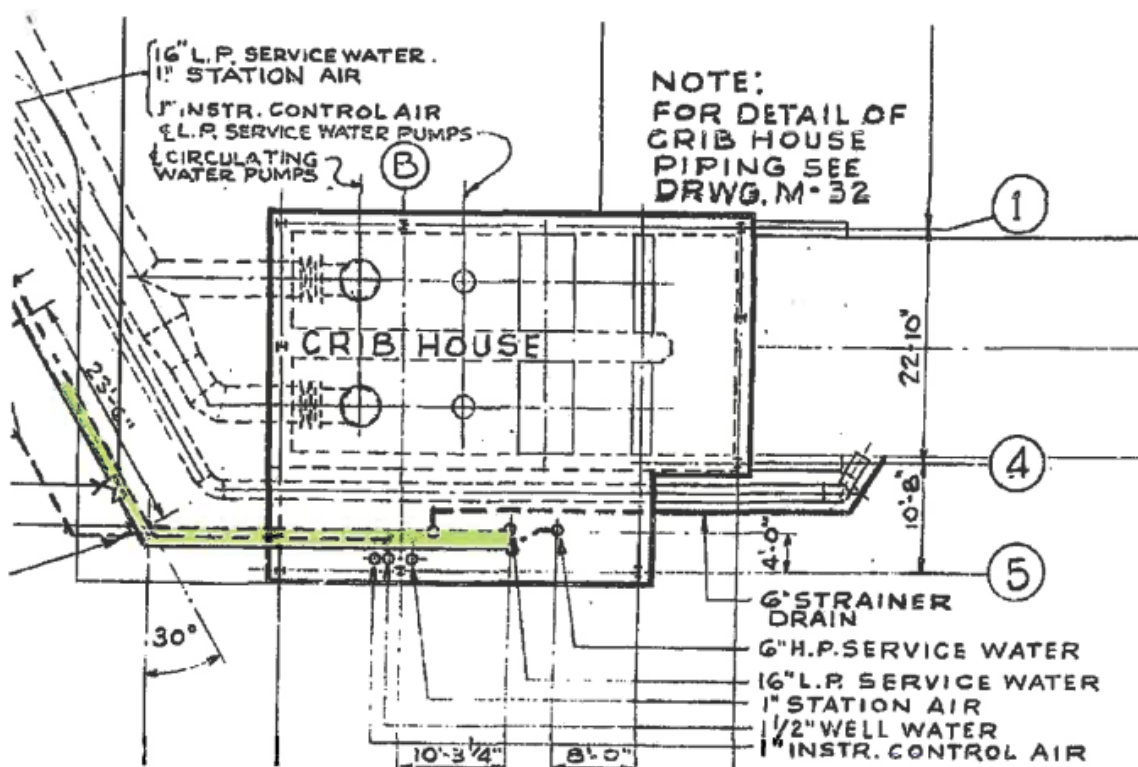 16" L.P. SERVICE WATER.
1" STATION AIR
1" INSTR. CONTROL AIR
℄ L.P. SERVICE WATER PUMPS
℄ CIRCULATING
WATER PUMPS
B
NOTE:
FOR DETAIL OF
CRIB HOUSE
PIPING SEE
DRWG. M-32
1
CRIB HOUSE
22'-10"
4
10'-8"
4'-0"
5
30°
6" STRAINER
DRAIN
6" H.P. SERVICE WATER
16" L.P. SERVICE WATER
1" STATION AIR
1 1/2" WELL WATER
1" INSTR. CONTROL AIR
10'-3 1/4"
8'-0"